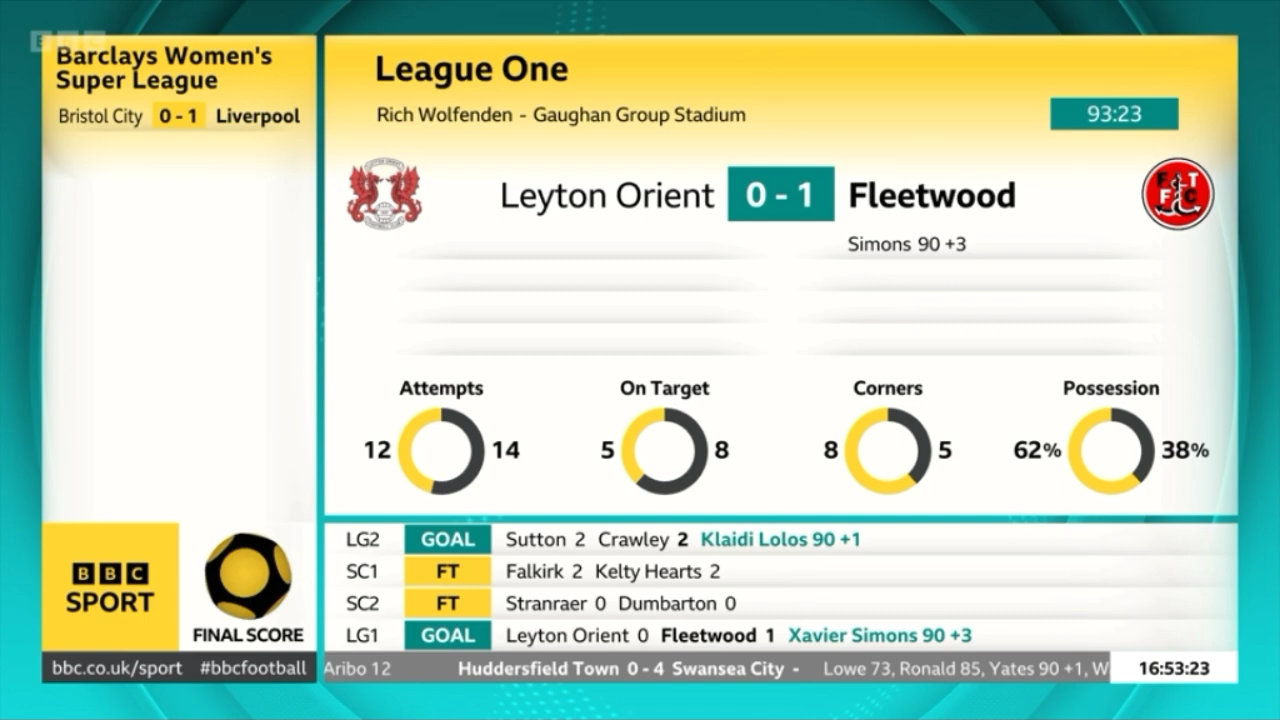 BBC
Barclays Women's
Super League
Bristol City 0 - 1 Liverpool
League One
Rich Wolfenden - Gaughan Group Stadium
93:23
Leyton Orient 0 - 1 Fleetwood
Simons 90 +3
Attempts
12 14
On Target
5 8
Corners
8 5
Possession
62% 38%
F T
F C
LG2 GOAL Sutton 2 Crawley 2 Klaidi Lolos 90 +1
SC1 FT Falkirk 2 Kelty Hearts 2
SC2 FT Stranraer 0 Dumbarton 0
LG1 GOAL Leyton Orient 0 Fleetwood 1 Xavier Simons 90 +3
BBC
SPORT
FINAL SCORE
bbc.co.uk/sport #bbcfootball
Aribo 12 Huddersfield Town 0 - 4 Swansea City - Lowe 73, Ronald 85, Yates 90 +1, W
16:53:23